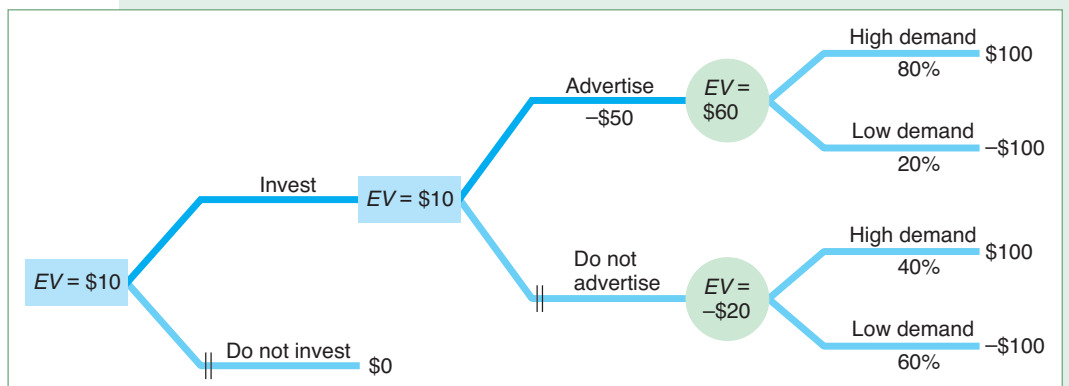 High demand
$100
80%
Advertise
–$50
EV =
$60
Low demand
–$100
20%
Invest
EV = $10
High demand
$100
40%
Do not
advertise
EV =
–$20
EV = $10
Low demand
–$100
60%
Do not invest
$0